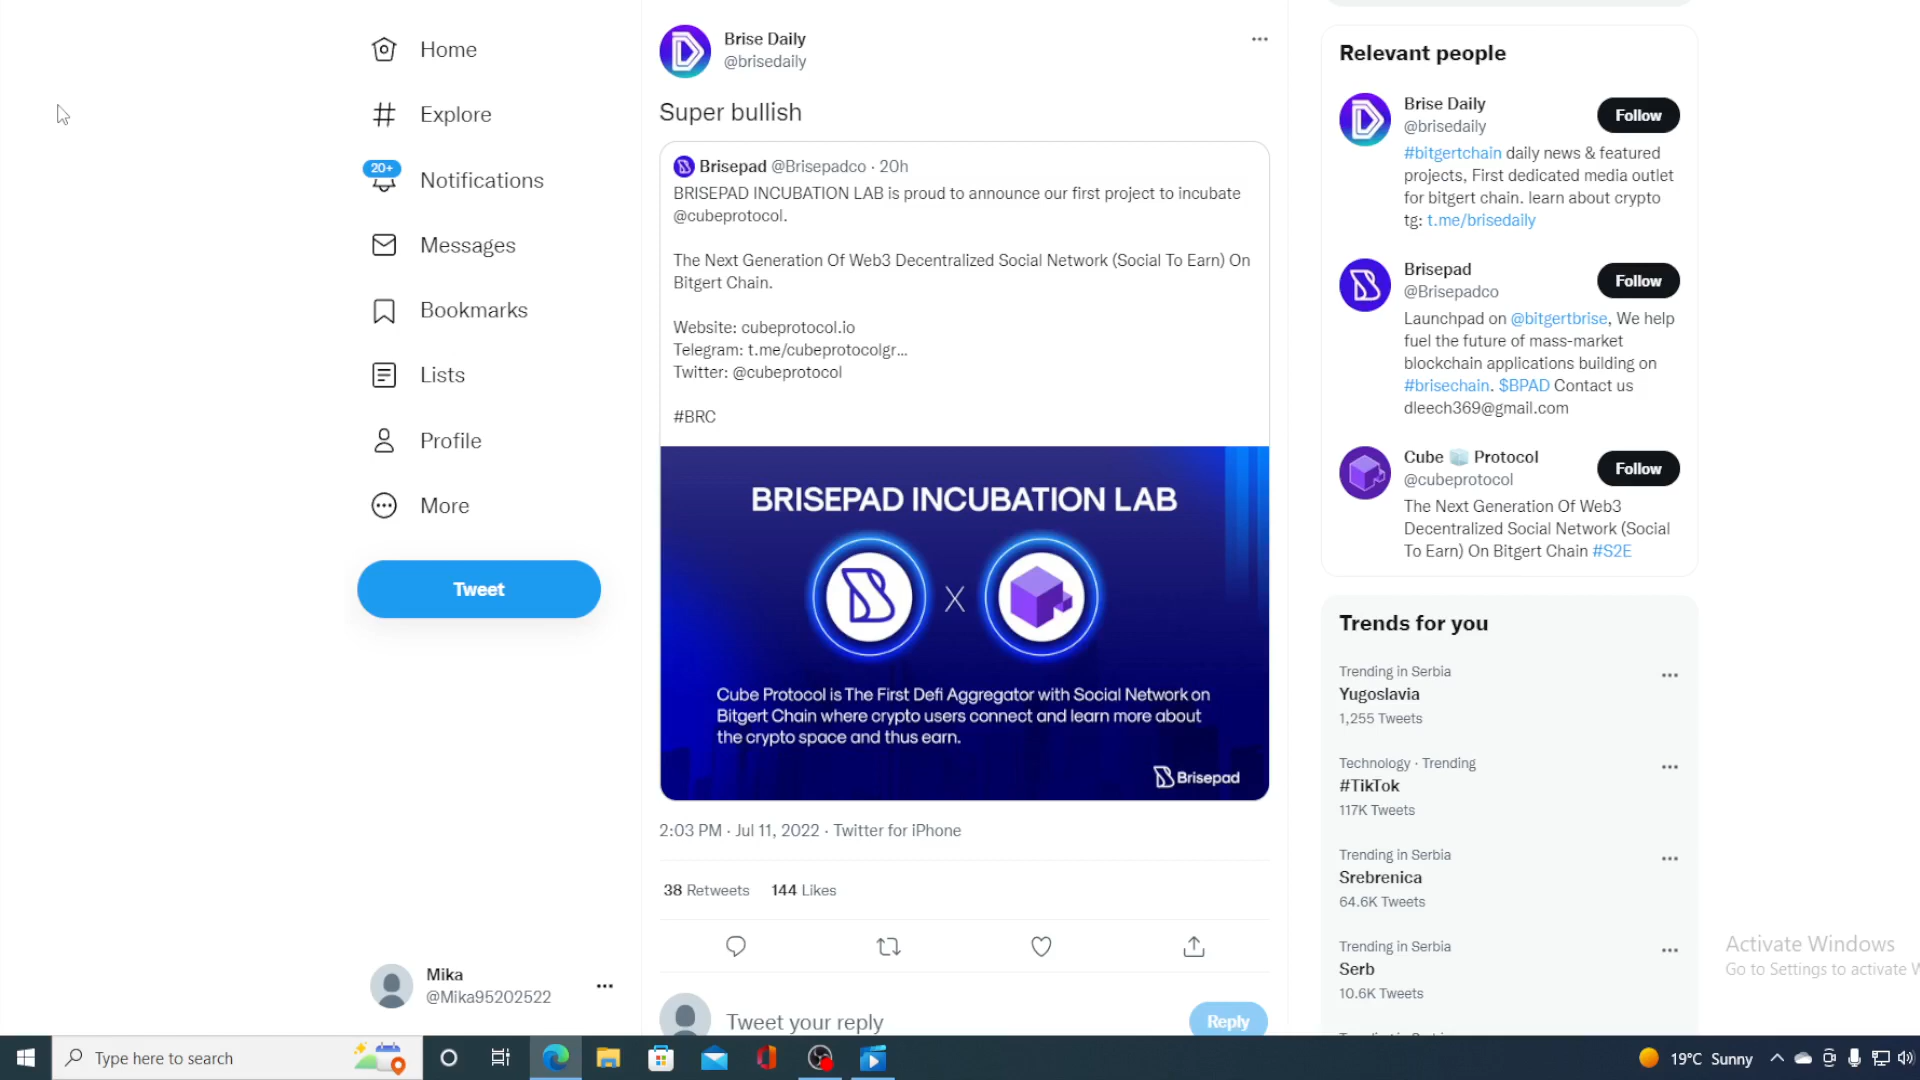 Home
Explore
20+
Notifications
Messages
Bookmarks
Lists
Profile
More
Tweet
Mika
@Mika95202522
Brise Daily
@brisedaily
Super bullish
Brisepad @Brisepadco · 20h
BRISEPAD INCUBATION LAB is proud to announce our first project to incubate
@cubeprotocol.
The Next Generation Of Web3 Decentralized Social Network (Social To Earn) On
Bitgert Chain.
Website: cubeprotocol.io
Telegram: t.me/cubeprotocolgr...
Twitter: @cubeprotocol
#BRC
BRISEPAD INCUBATION LAB
X
Cube Protocol is The First Defi Aggregator with Social Network on
Bitgert Chain where crypto users connect and learn more about
the crypto space and thus earn.
Brisepad
2:03 PM · Jul 11, 2022 · Twitter for iPhone
38 Retweets 144 Likes
Tweet your reply
Reply
Relevant people
Brise Daily
@brisedaily
Follow
#bitgertchain daily news & featured
projects, First dedicated media outlet
for bitgert chain. learn about crypto
tg: t.me/brisedaily
Brisepad
@Brisepadco
Follow
Launchpad on @bitgertbrise, We help
fuel the future of mass-market
blockchain applications building on
#brisechain. $BPAD Contact us
dleech369@gmail.com
Cube 🧊 Protocol
@cubeprotocol
Follow
The Next Generation Of Web3
Decentralized Social Network (Social
To Earn) On Bitgert Chain #S2E
Trends for you
Trending in Serbia
Yugoslavia
1,255 Tweets
Technology · Trending
#TikTok
117K Tweets
Trending in Serbia
Srebrenica
64.6K Tweets
Trending in Serbia
Serb
10.6K Tweets
Activate Windows
Go to Settings to activate W
Type here to search
19°C Sunny